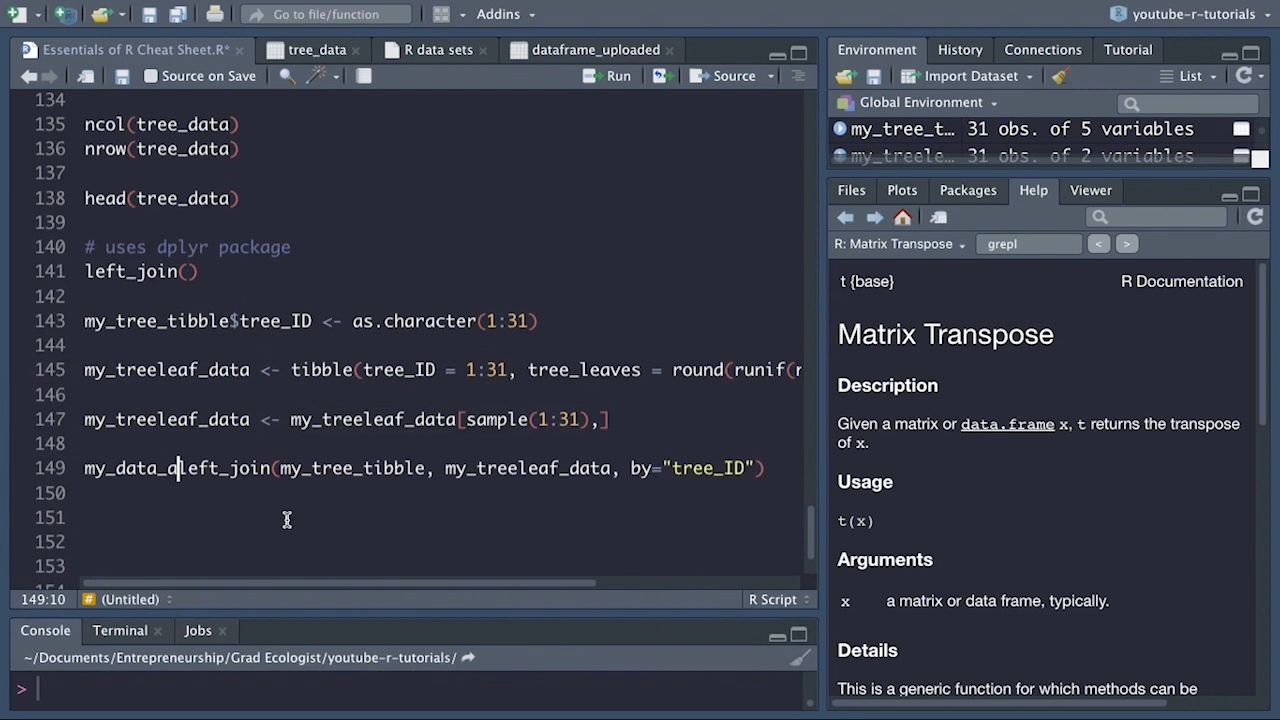 Go to file/function
Addins
youtube-r-tutorials
Essentials of R Cheat Sheet.R*
tree_data
R data sets
dataframe_uploaded
Source on Save
Run
Source
134
135 ncol(tree_data)
136 nrow(tree_data)
137
138 head(tree_data)
139
140 # uses dplyr package
141 left_join()
142
143 my_tree_tibble$tree_ID <- as.character(1:31)
144
145 my_treeleaf_data <- tibble(tree_ID = 1:31, tree_leaves = round(runif(r
146
147 my_treeleaf_data <- my_treeleaf_data[sample(1:31),]
148
149 my_data_aleft_join(my_tree_tibble, my_treeleaf_data, by="tree_ID")
150
151
152
153
154
149:10
# (Untitled)
R Script
Console
Terminal
Jobs
~/Documents/Entrepreneurship/Grad Ecologist/youtube-r-tutorials/
>
Environment
History
Connections
Tutorial
Import Dataset
List
Global Environment
my_tree_t… 31 obs. of 5 variables
my_treele… 31 obs. of 2 variables
Files
Plots
Packages
Help
Viewer
R: Matrix Transpose
grepl
<
>
t {base}
R Documentation
Matrix Transpose
Description
Given a matrix or data.frame x, t returns the transpose
of x.
Usage
t(x)
Arguments
x a matrix or data frame, typically.
Details
This is a generic function for which methods can be